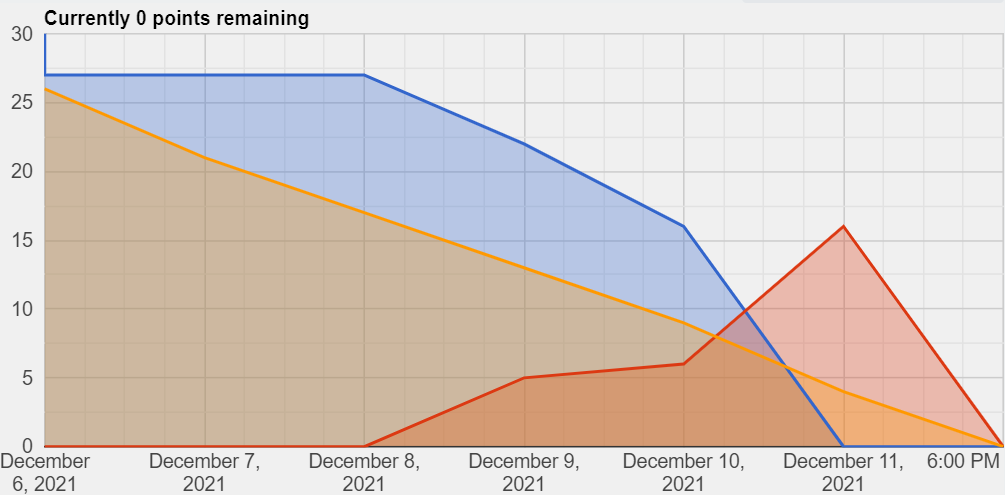 Currently 0 points remaining
30
25
20
15
10
5
0
December 6, 2021
December 7, 2021
December 8, 2021
December 9, 2021
December 10, 2021
December 11, 2021
6:00 PM